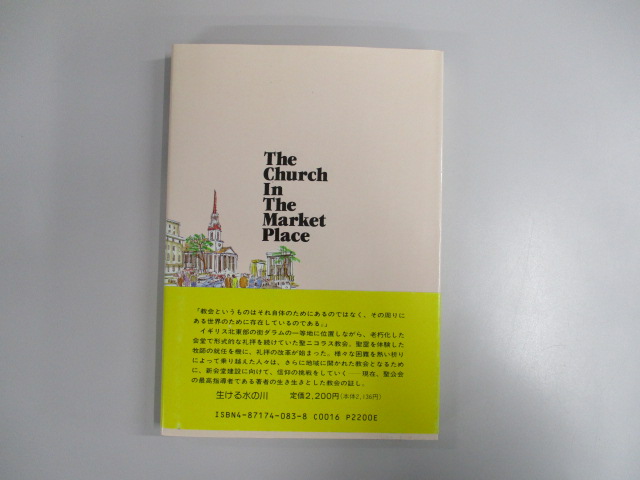 The
Church
In
The
Market
Place
「教会というものはそれ自体のためにあるのではなく、その周りに
ある世界のために存在しているのである。」
イギリス北東部の街ダラムの一等地に位置しながら、老朽化した
会堂で形式的な礼拝を続けていた聖ニコラス教会。聖霊を体験した
牧師の就任を機に、礼拝の改革が始まった。様々な困難を熱い祈り
によって乗り越えた人々は、さらに地域に開かれた教会となるため
に、新会堂建設に向けて、信仰の挑戦をしていく──現在、聖公会
の最高指導者である著者の生き生きとした教会の証し。
生ける水の川 定価2,200円(本体2,136円)
ISBN4-87174-083-8 C0016 P2200E